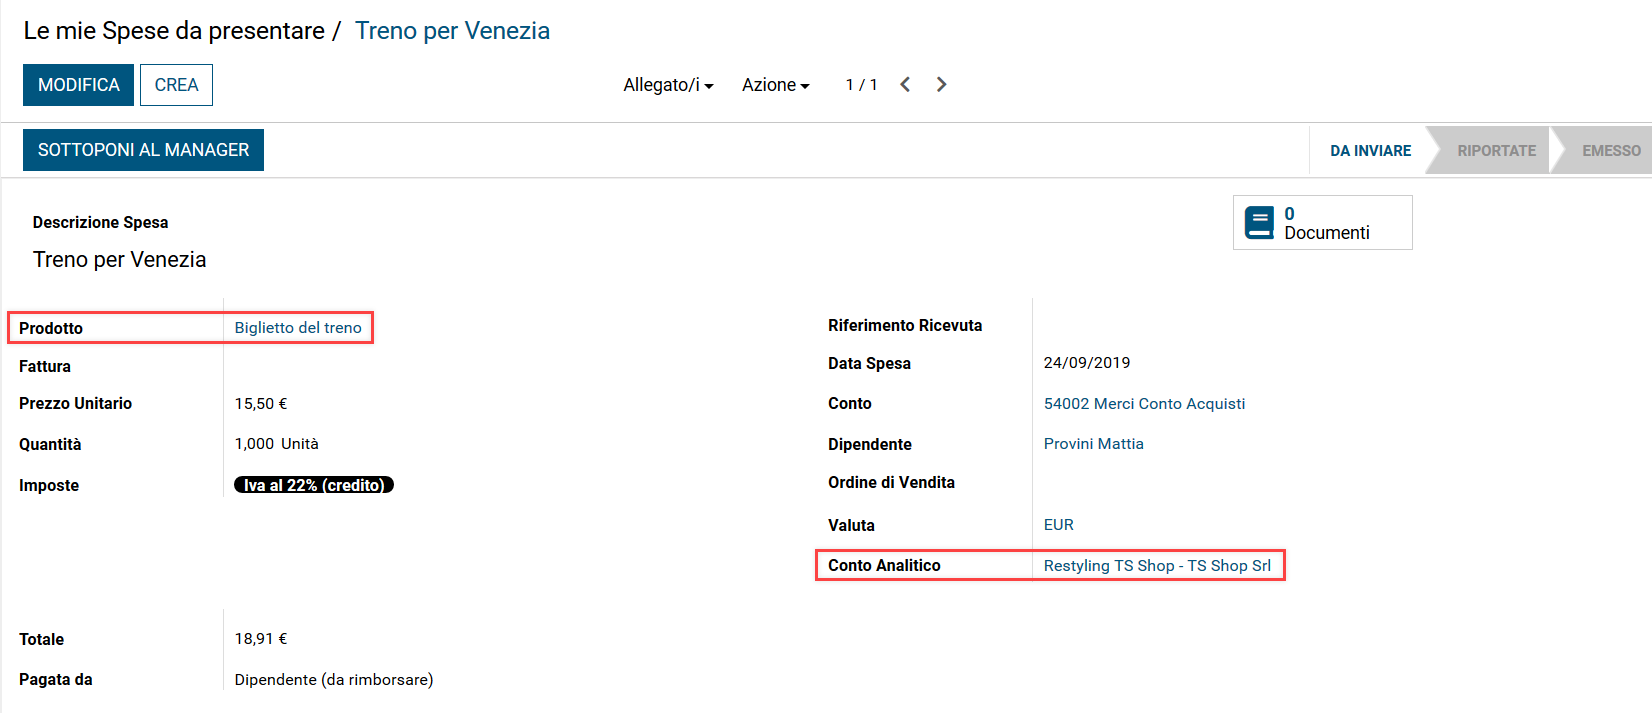 Le mie Spese da presentare / Treno per Venezia
MODIFICA CREA Allegato/i Azione 1 / 1
SOTTOPONI AL MANAGER DA INVIARE RIPORTATE EMESSO
0
Documenti
Descrizione Spesa
Treno per Venezia
Prodotto Biglietto del treno
Fattura
Prezzo Unitario 15,50 €
Quantità 1,000 Unità
Imposte Iva al 22% (credito)
Riferimento Ricevuta
Data Spesa 24/09/2019
Conto 54002 Merci Conto Acquisti
Dipendente Provini Mattia
Ordine di Vendita
Valuta EUR
Conto Analitico Restyling TS Shop - TS Shop Srl
Totale 18,91 €
Pagata da Dipendente (da rimborsare)